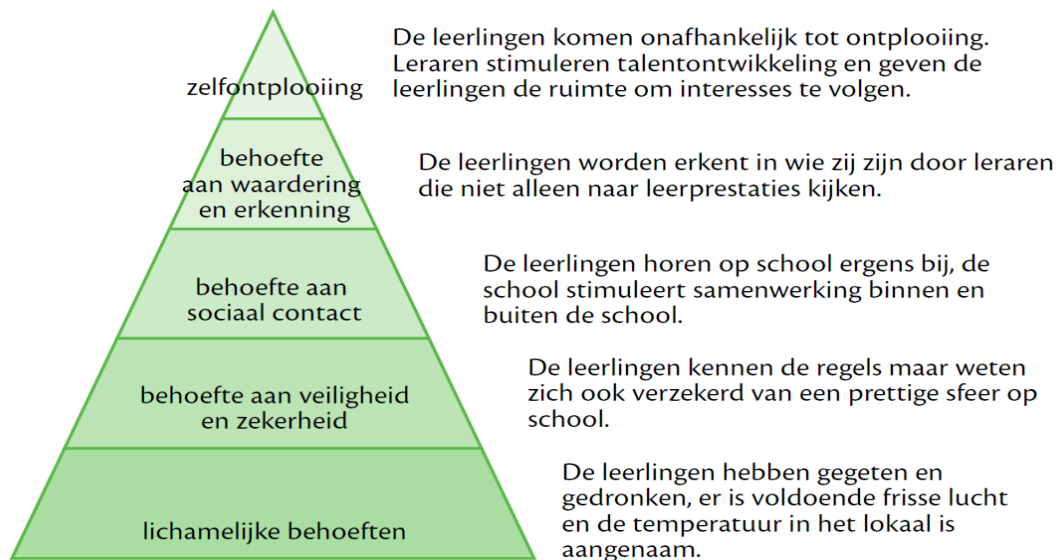 De leerlingen komen onafhankelijk tot ontplooiing.
Leraren stimuleren talentontwikkeling en geven de
leerlingen de ruimte om interesses te volgen.
zelfontplooiing
behoefte
aan waardering
en erkenning
De leerlingen worden erkent in wie zij zijn door leraren
die niet alleen naar leerprestaties kijken.
behoefte aan
sociaal contact
De leerlingen horen op school ergens bij, de
school stimuleert samenwerking binnen en
buiten de school.
behoefte aan veiligheid
en zekerheid
De leerlingen kennen de regels maar weten
zich ook verzekerd van een prettige sfeer op
school.
lichamelijke behoeften
De leerlingen hebben gegeten en
gedronken, er is voldoende frisse lucht
en de temperatuur in het lokaal is
aangenaam.